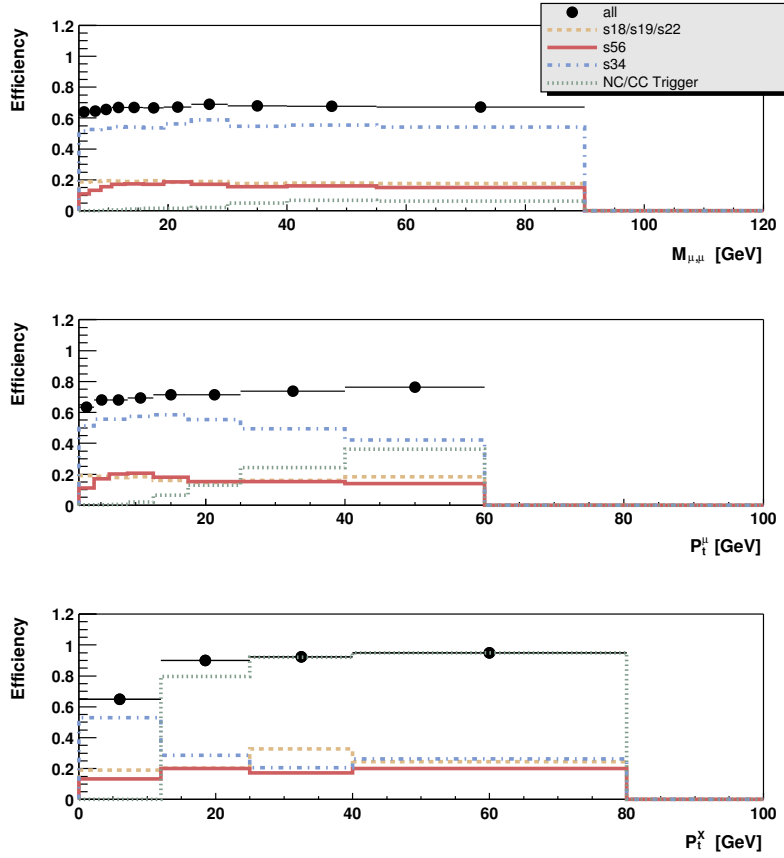 all
s18/s19/s22
s56
s34
NC/CC Trigger
Efficiency
1.2
1
0.8
0.6
0.4
0.2
0
20 40 60 80 100 120
M μ,μ [GeV]
Efficiency
1.2
1
0.8
0.6
0.4
0.2
0
20 40 60 80 100
P t μ [GeV]
Efficiency
1.2
1
0.8
0.6
0.4
0.2
0
0 20 40 60 80 100
P t X [GeV]